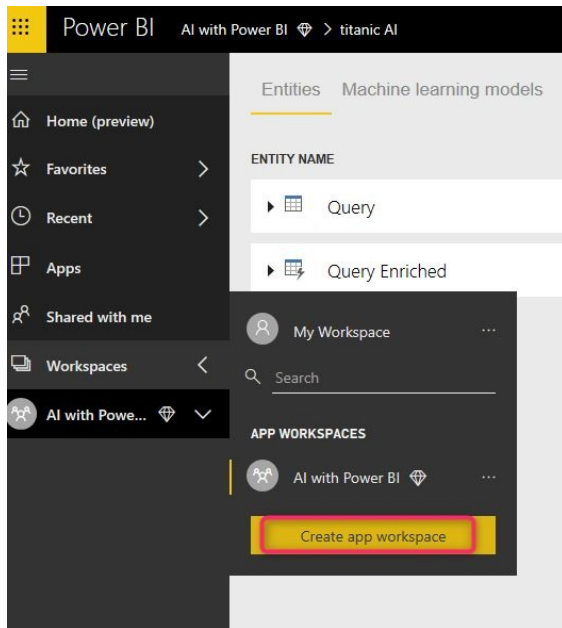 Power BI AI with Power BI > titanic AI
Entities Machine learning models
Home (preview)
ENTITY NAME
Favorites
Query
Recent
Apps
Query Enriched
Shared with me
My Workspace
Workspaces
Search
AI with Powe...
APP WORKSPACES
AI with Power BI
Create app workspace